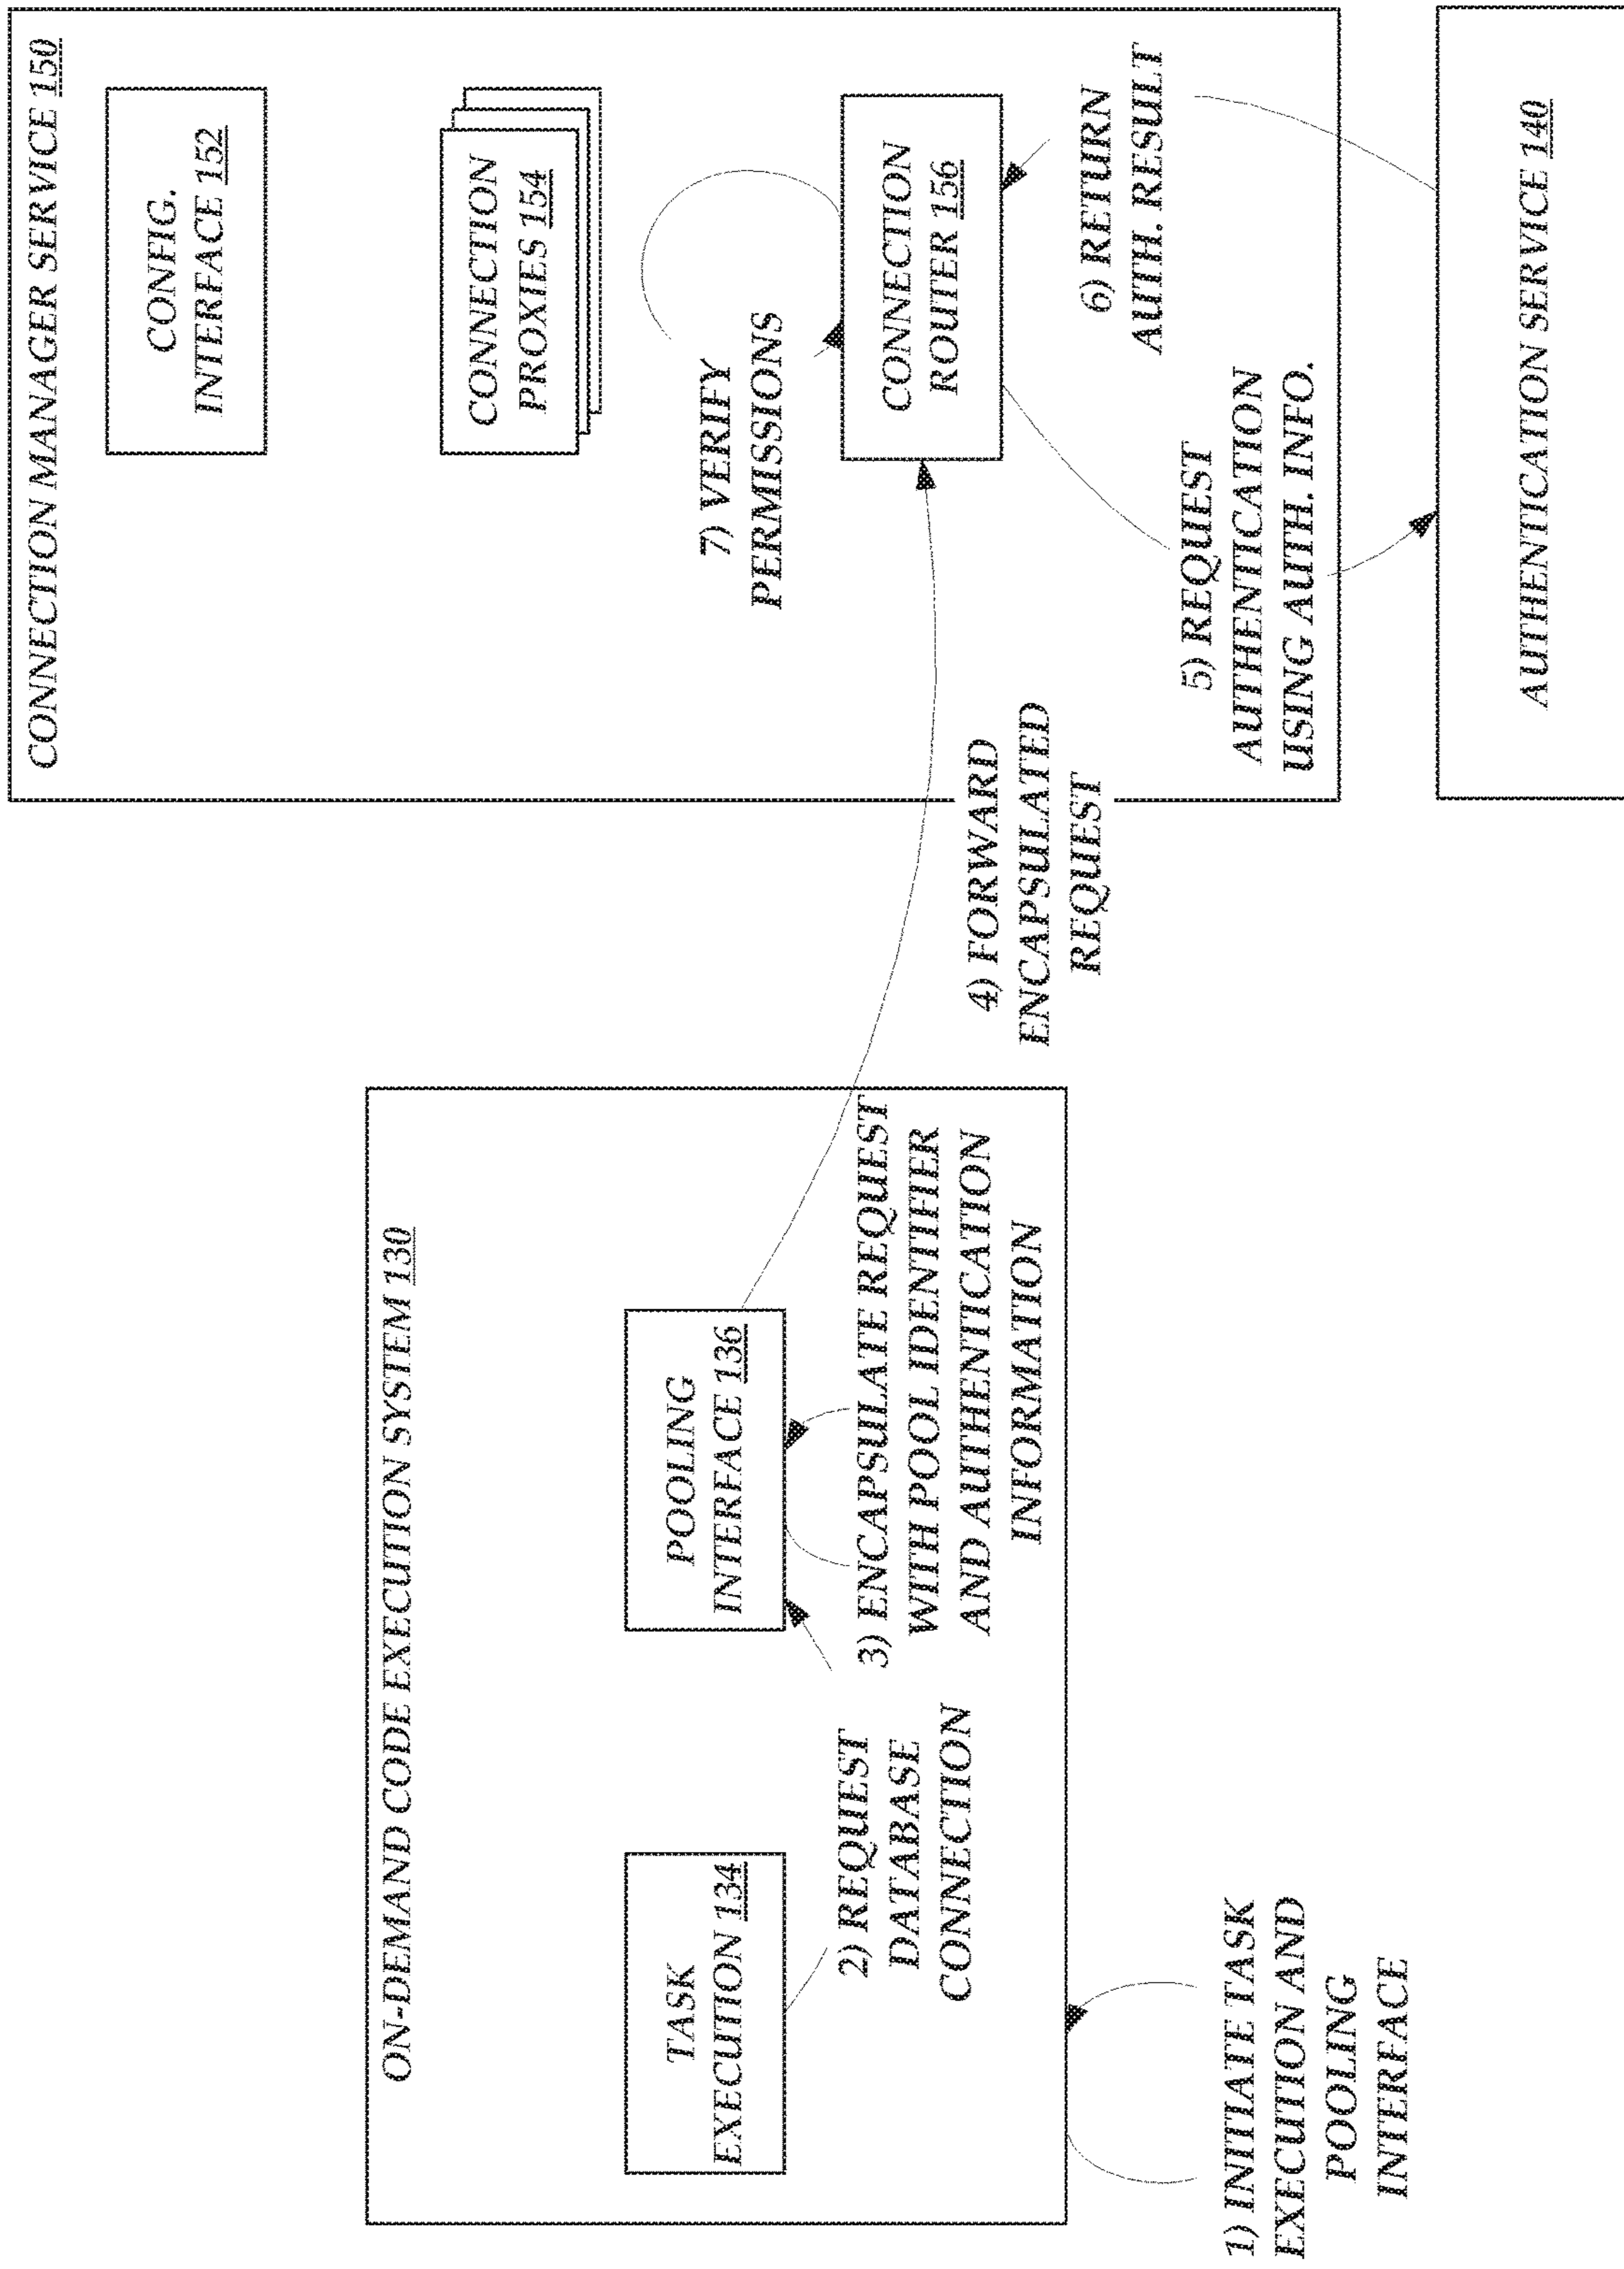 ON-DEMAND CODE EXECUTION SYSTEM 130
TASK
EXECUTION 134
POOLING
INTERFACE 136
1) INITIATE TASK
EXECUTION AND
POOLING
INTERFACE
2) REQUEST
DATABASE
CONNECTION
3) ENCAPSULATE REQUEST
WITH POOL IDENTIFIER
AND AUTHENTICATION
INFORMATION
4) FORWARD
ENCAPSULATED
REQUEST
CONNECTION MANAGER SERVICE 150
CONFIG.
INTERFACE 152
CONNECTION
PROXIES 154
7) VERIFY
PERMISSIONS
CONNECTION
ROUTER 156
5) REQUEST
AUTHENTICATION
USING AUTH. INFO.
6) RETURN
AUTH. RESULT
AUTHENTICATION SERVICE 140